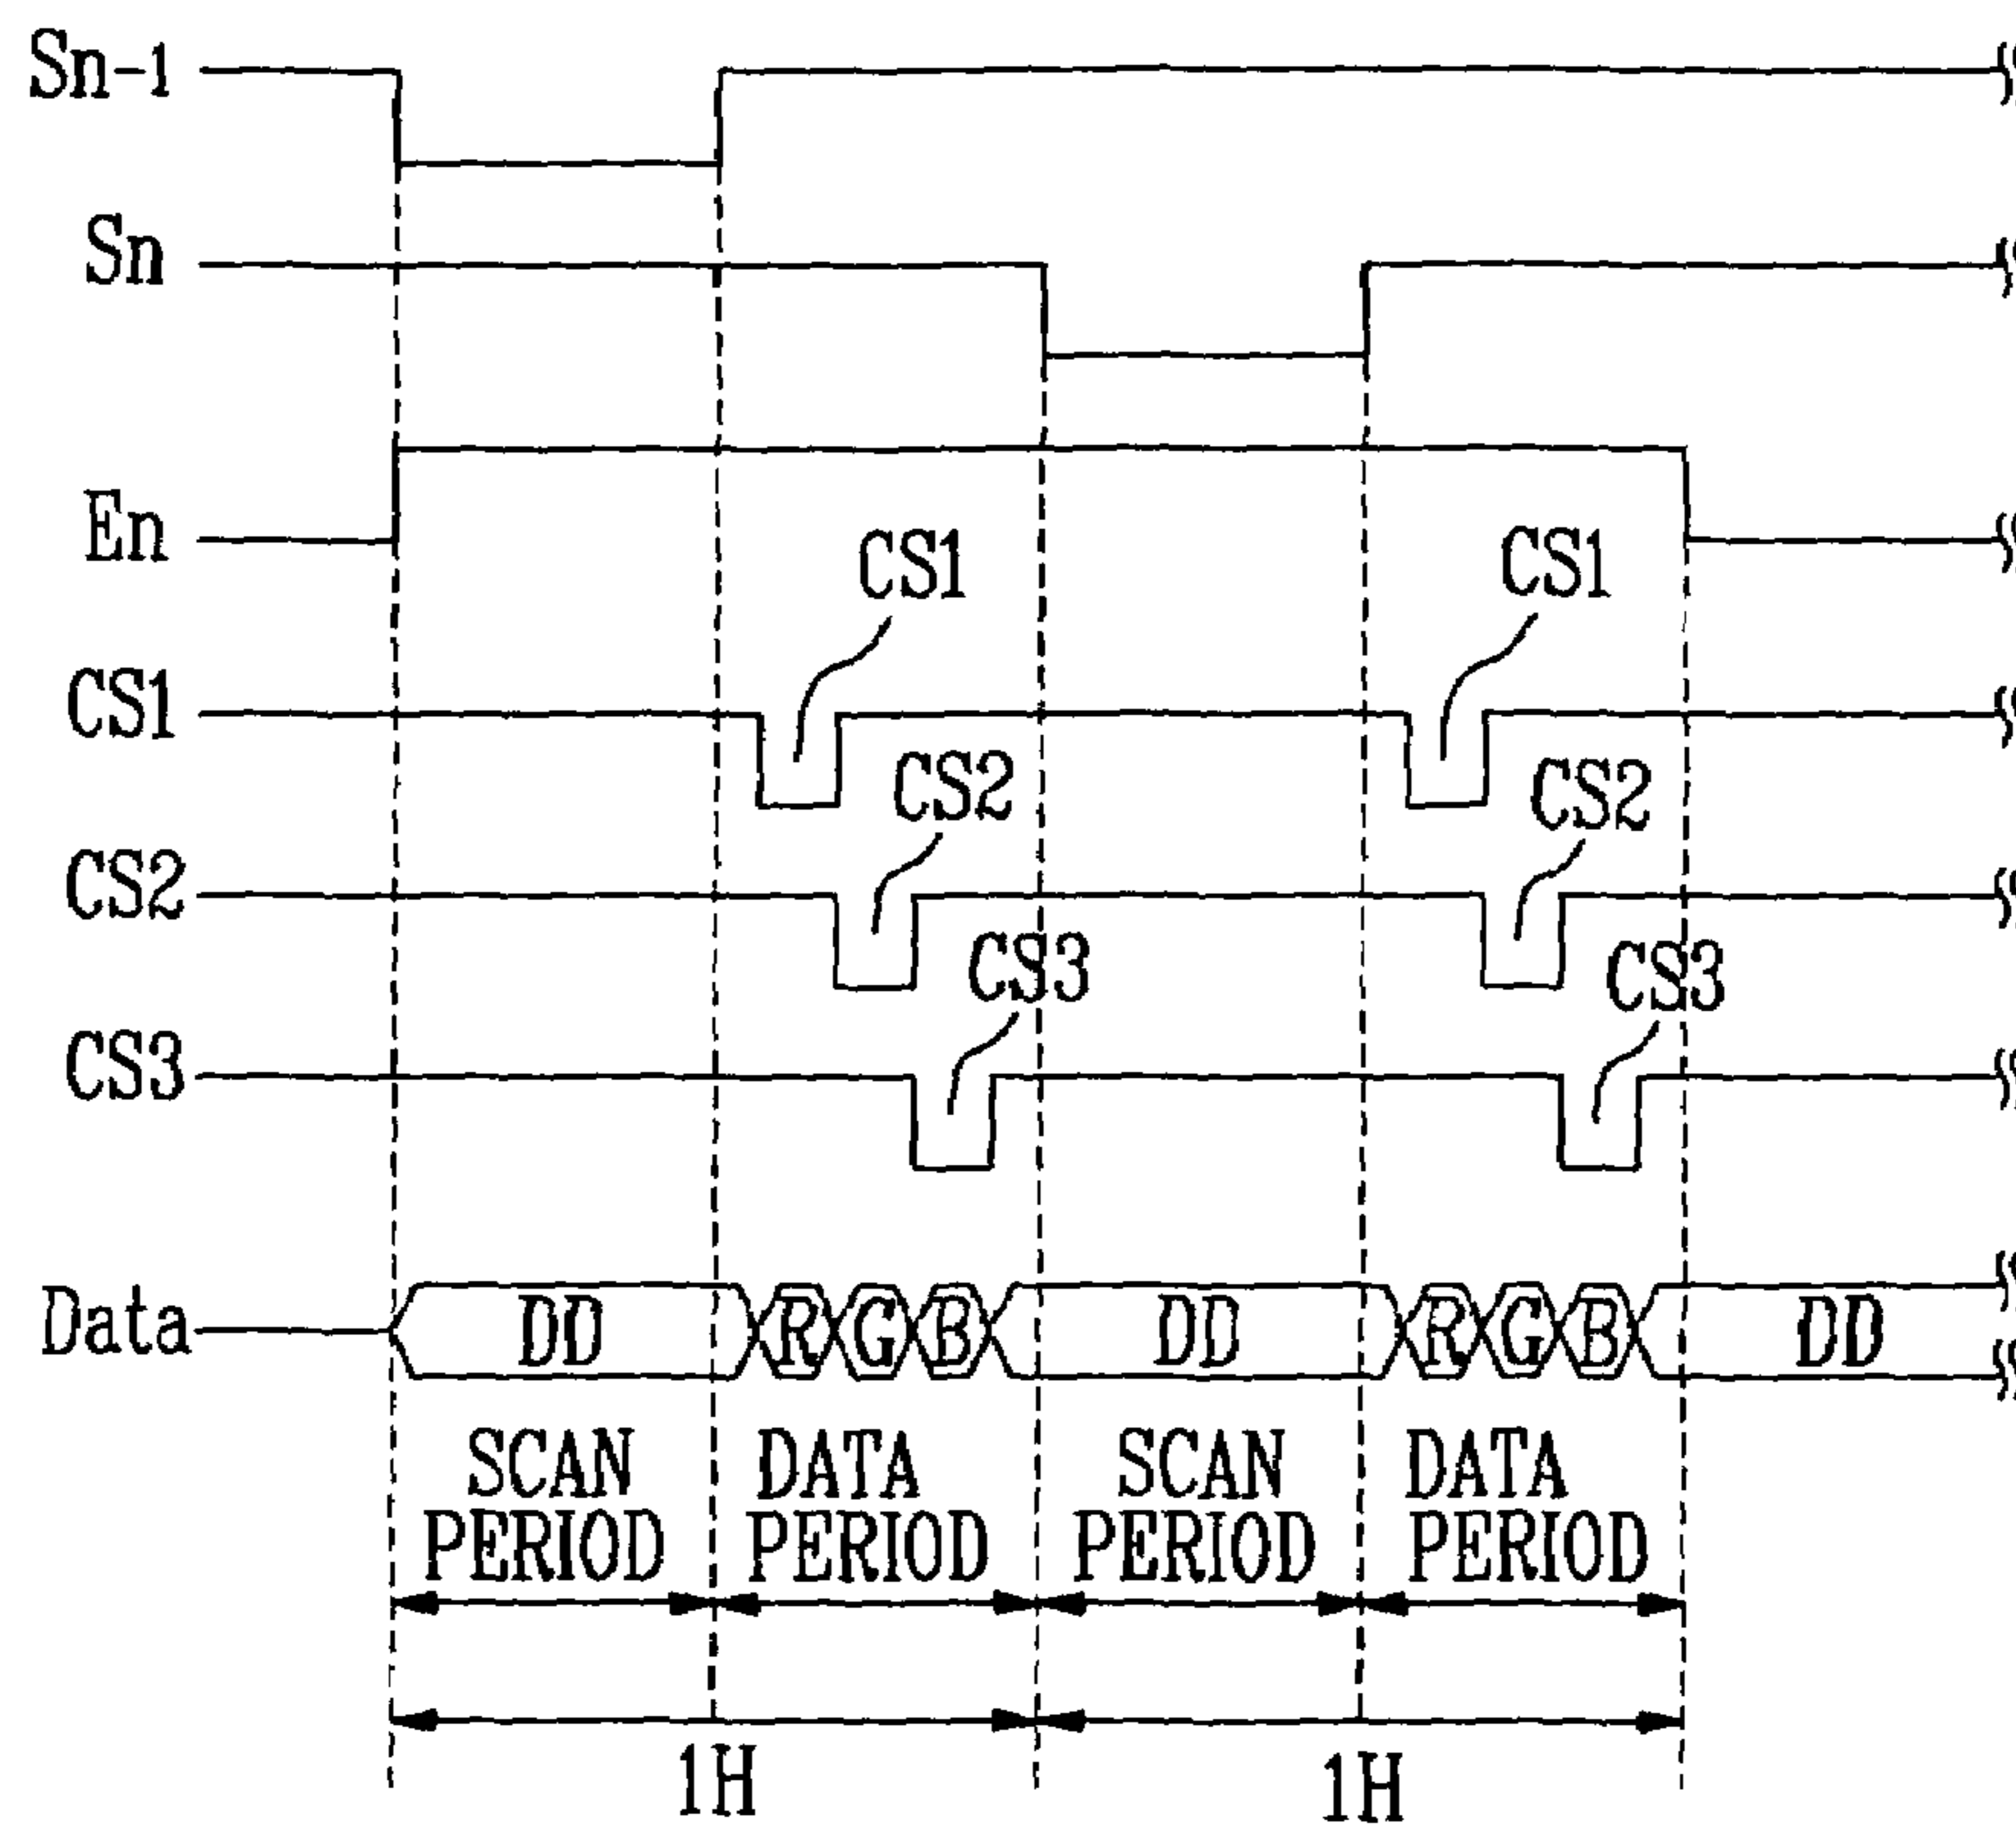 Sn-1
Sn
En
CS1
CS1
CS1
CS2
CS2
CS2
CS3
CS3
CS3
Data
DD
R
G
B
DD
R
G
B
DD
SCAN PERIOD
DATA PERIOD
SCAN PERIOD
DATA PERIOD
1H
1H